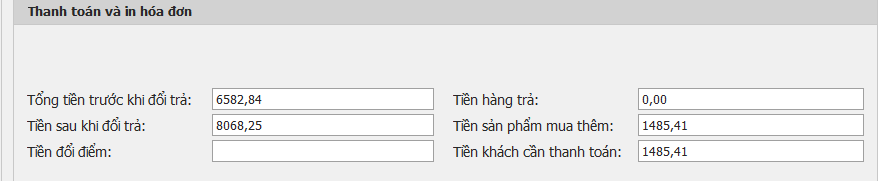 Thanh toán và in hóa đơn
Tổng tiền trước khi đổi trả: 6582,84 Tiền hàng trả: 0,00
Tiền sau khi đổi trả: 8068,25 Tiền sản phẩm mua thêm: 1485,41
Tiền đổi điểm: Tiền khách cần thanh toán: 1485,41